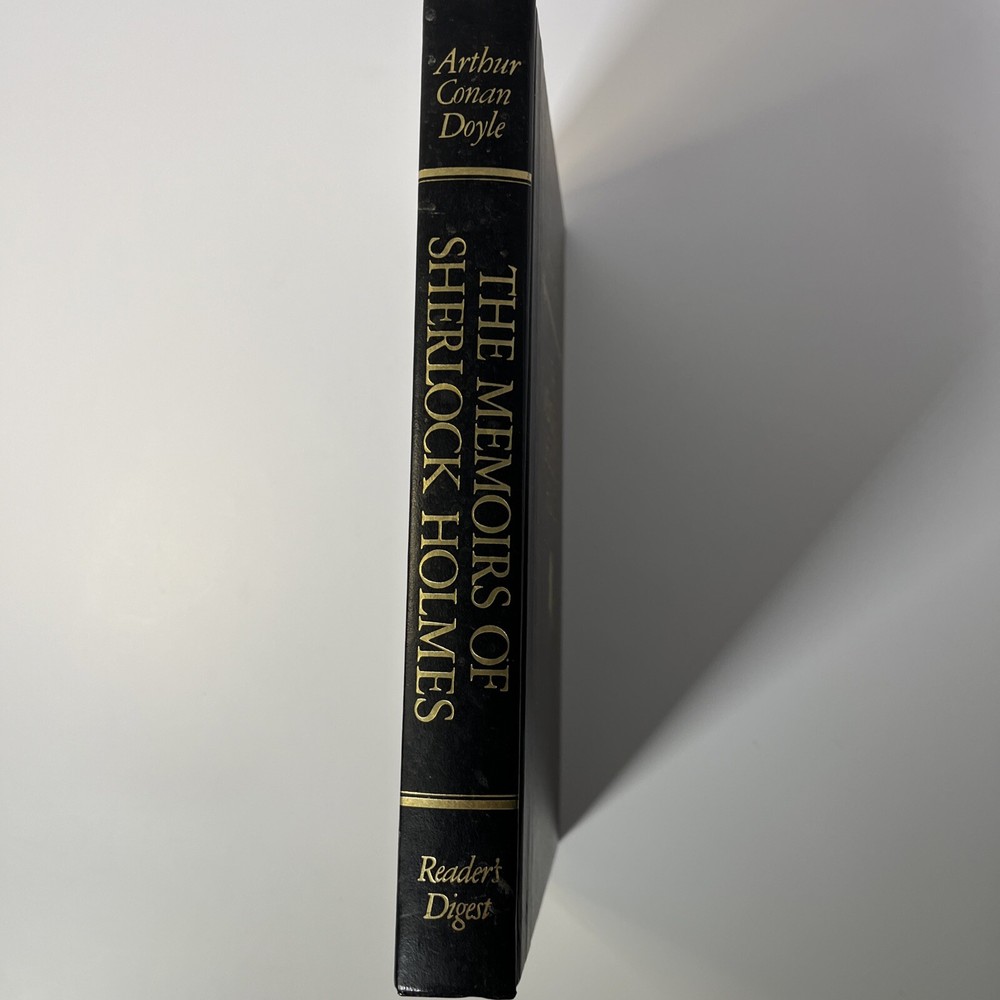 Arthur
Conan
Doyle
THE MEMOIRS OF
SHERLOCK HOLMES
Reader's
Digest